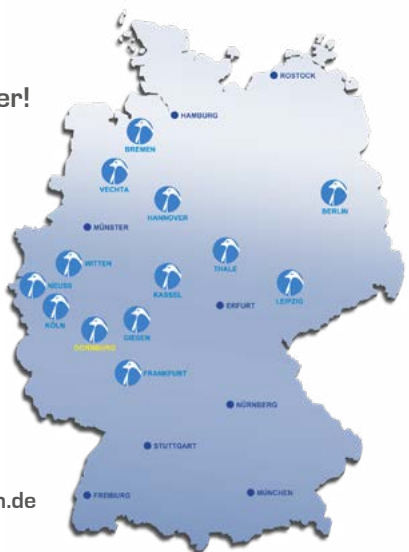 ROSTOCK
er!
HAMBURG
BREMEN
VECHTA
BERLIN
HANNOVER
MÜNSTER
THALE
WITTEN
KASSEL
LEIPZIG
NEUSS
ERFURT
KÖLN
GIESEN
DORNBURG
FRANKFURT
NÜRNBERG
STUTTGART
FREIBURG
MÜNCHEN
n.de